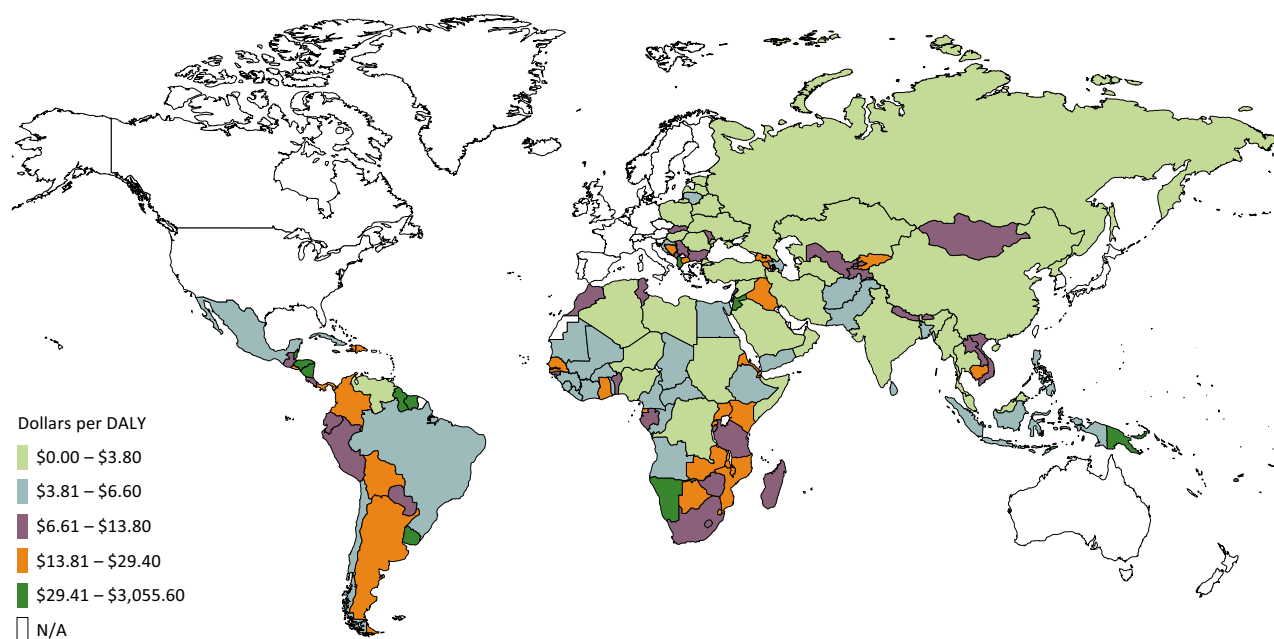 Dollars per DALY
$0.00 – $3.80
$3.81 – $6.60
$6.61 – $13.80
$13.81 – $29.40
$29.41 – $3,055.60
N/A